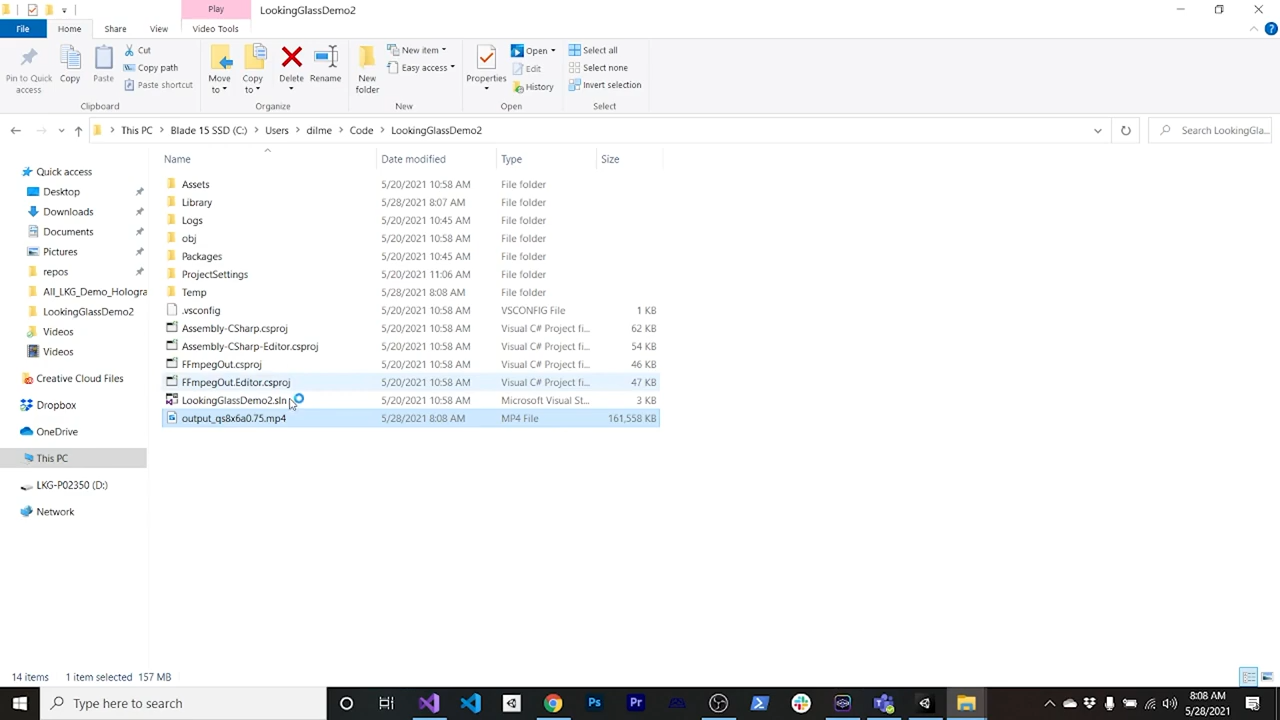 Play
LookingGlassDemo2
File
Home
Share
View
Video Tools
Pin to Quick
access
Copy
Paste
Cut
Copy path
Paste shortcut
Clipboard
Move
to
Copy
to
Delete
Rename
Organize
New
folder
New item
Easy access
New
Properties
Open
Edit
History
Open
Select all
Select none
Invert selection
Select
This PC > Blade 15 SSD (C:) > Users > dilme > Code > LookingGlassDemo2
Search LookingGla...
Name Date modified Type Size
Quick access
Desktop
Downloads
Documents
Pictures
repos
All_LKG_Demo_Hologra
LookingGlassDemo2
Videos
Videos
Creative Cloud Files
Dropbox
OneDrive
This PC
LKG-P02350 (D:)
Network
Assets 5/20/2021 10:58 AM File folder
Library 5/28/2021 8:07 AM File folder
Logs 5/20/2021 10:45 AM File folder
obj 5/20/2021 10:58 AM File folder
Packages 5/20/2021 10:45 AM File folder
ProjectSettings 5/20/2021 11:06 AM File folder
Temp 5/28/2021 8:08 AM File folder
.vsconfig 5/20/2021 10:58 AM VSCONFIG File 1 KB
Assembly-CSharp.csproj 5/20/2021 10:58 AM Visual C# Project fi... 62 KB
Assembly-CSharp-Editor.csproj 5/20/2021 10:58 AM Visual C# Project fi... 54 KB
FFmpegOut.csproj 5/20/2021 10:58 AM Visual C# Project fi... 46 KB
FFmpegOut.Editor.csproj 5/20/2021 10:58 AM Visual C# Project fi... 47 KB
LookingGlassDemo2.sln 5/20/2021 10:58 AM Microsoft Visual St... 3 KB
output_qs8x6a0.75.mp4 5/28/2021 8:08 AM MP4 File 161,558 KB
14 items 1 item selected 157 MB
Type here to search
Ps
Pr
8:08 AM
5/28/2021